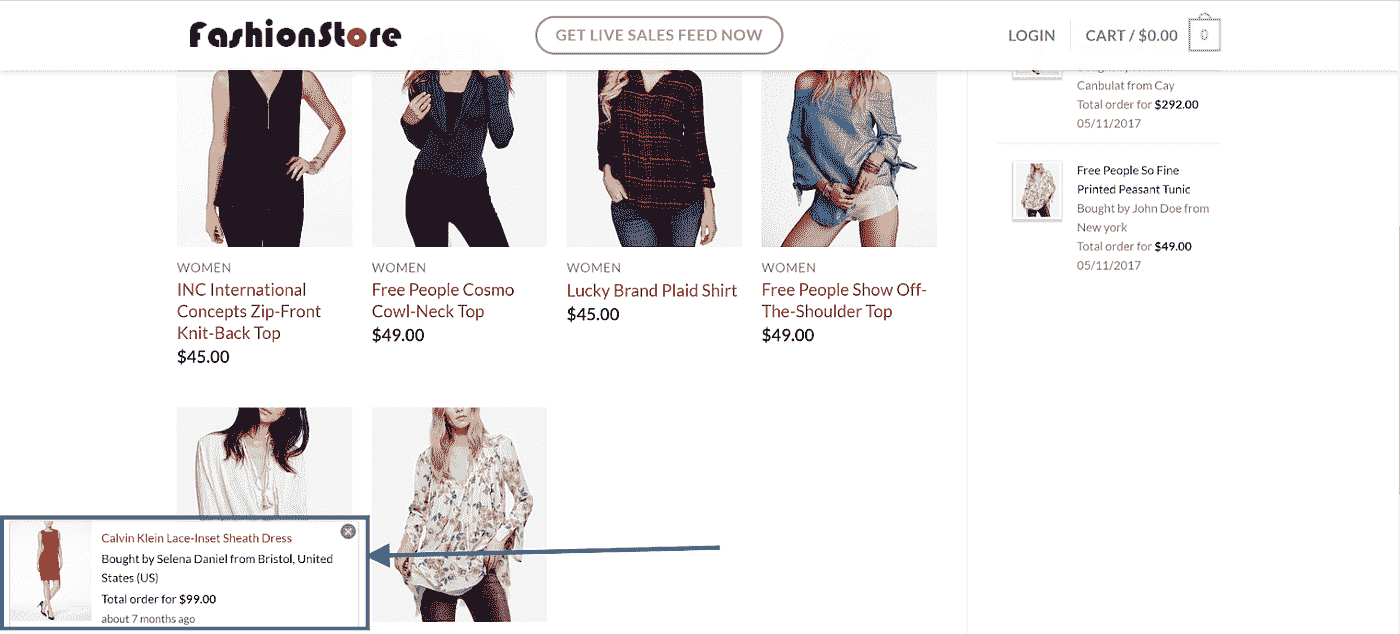 FashionStore
GET LIVE SALES FEED NOW
LOGIN
CART / $0.00
0
Canbulat from Cay
Total order for $292.00
05/11/2017
Free People So Fine
Printed Peasant Tunic
Bought by John Doe from
New york
Total order for $49.00
05/11/2017
WOMEN
INC International
Concepts Zip-Front
Knit-Back Top
$45.00
WOMEN
Free People Cosmo
Cowl-Neck Top
$49.00
WOMEN
Lucky Brand Plaid Shirt
$45.00
WOMEN
Free People Show Off-
The-Shoulder Top
$49.00
Calvin Klein Lace-Inset Sheath Dress
Bought by Selena Daniel from Bristol, United
States (US)
Total order for $99.00
about 7 months ago